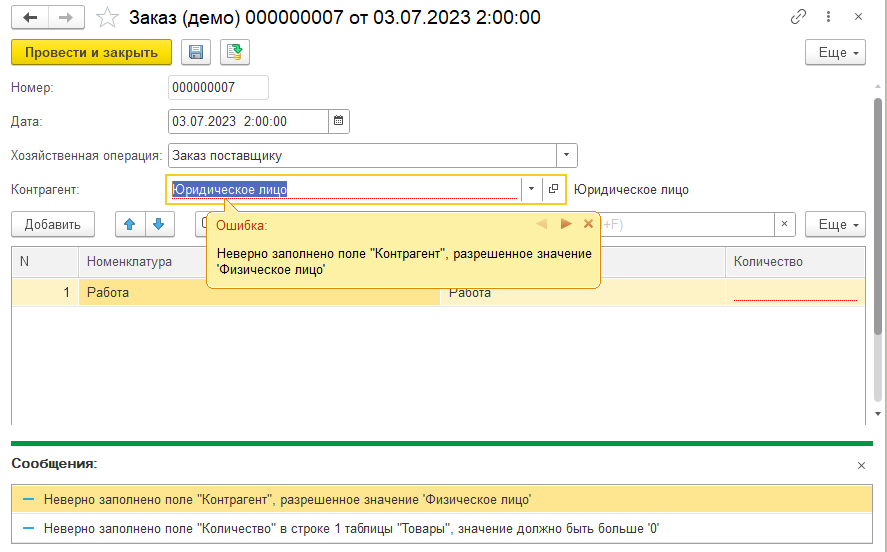 Заказ (демо) 000000007 от 03.07.2023 2:00:00
Провести и закрыть Еще
Номер: 000000007
Дата: 03.07.2023 2:00:00
Хозяйственная операция: Заказ поставщику
Контрагент: Юридическое лицо Юридическое лицо
Добавить +F) × Еще
Ошибка:
Неверно заполнено поле "Контрагент", разрешенное значение
'Физическое лицо'
N Номенклатура Количество
1 Работа Работа
Сообщения:
Неверно заполнено поле "Контрагент", разрешенное значение 'Физическое лицо'
Неверно заполнено поле "Количество" в строке 1 таблицы "Товары", значение должно быть больше '0'